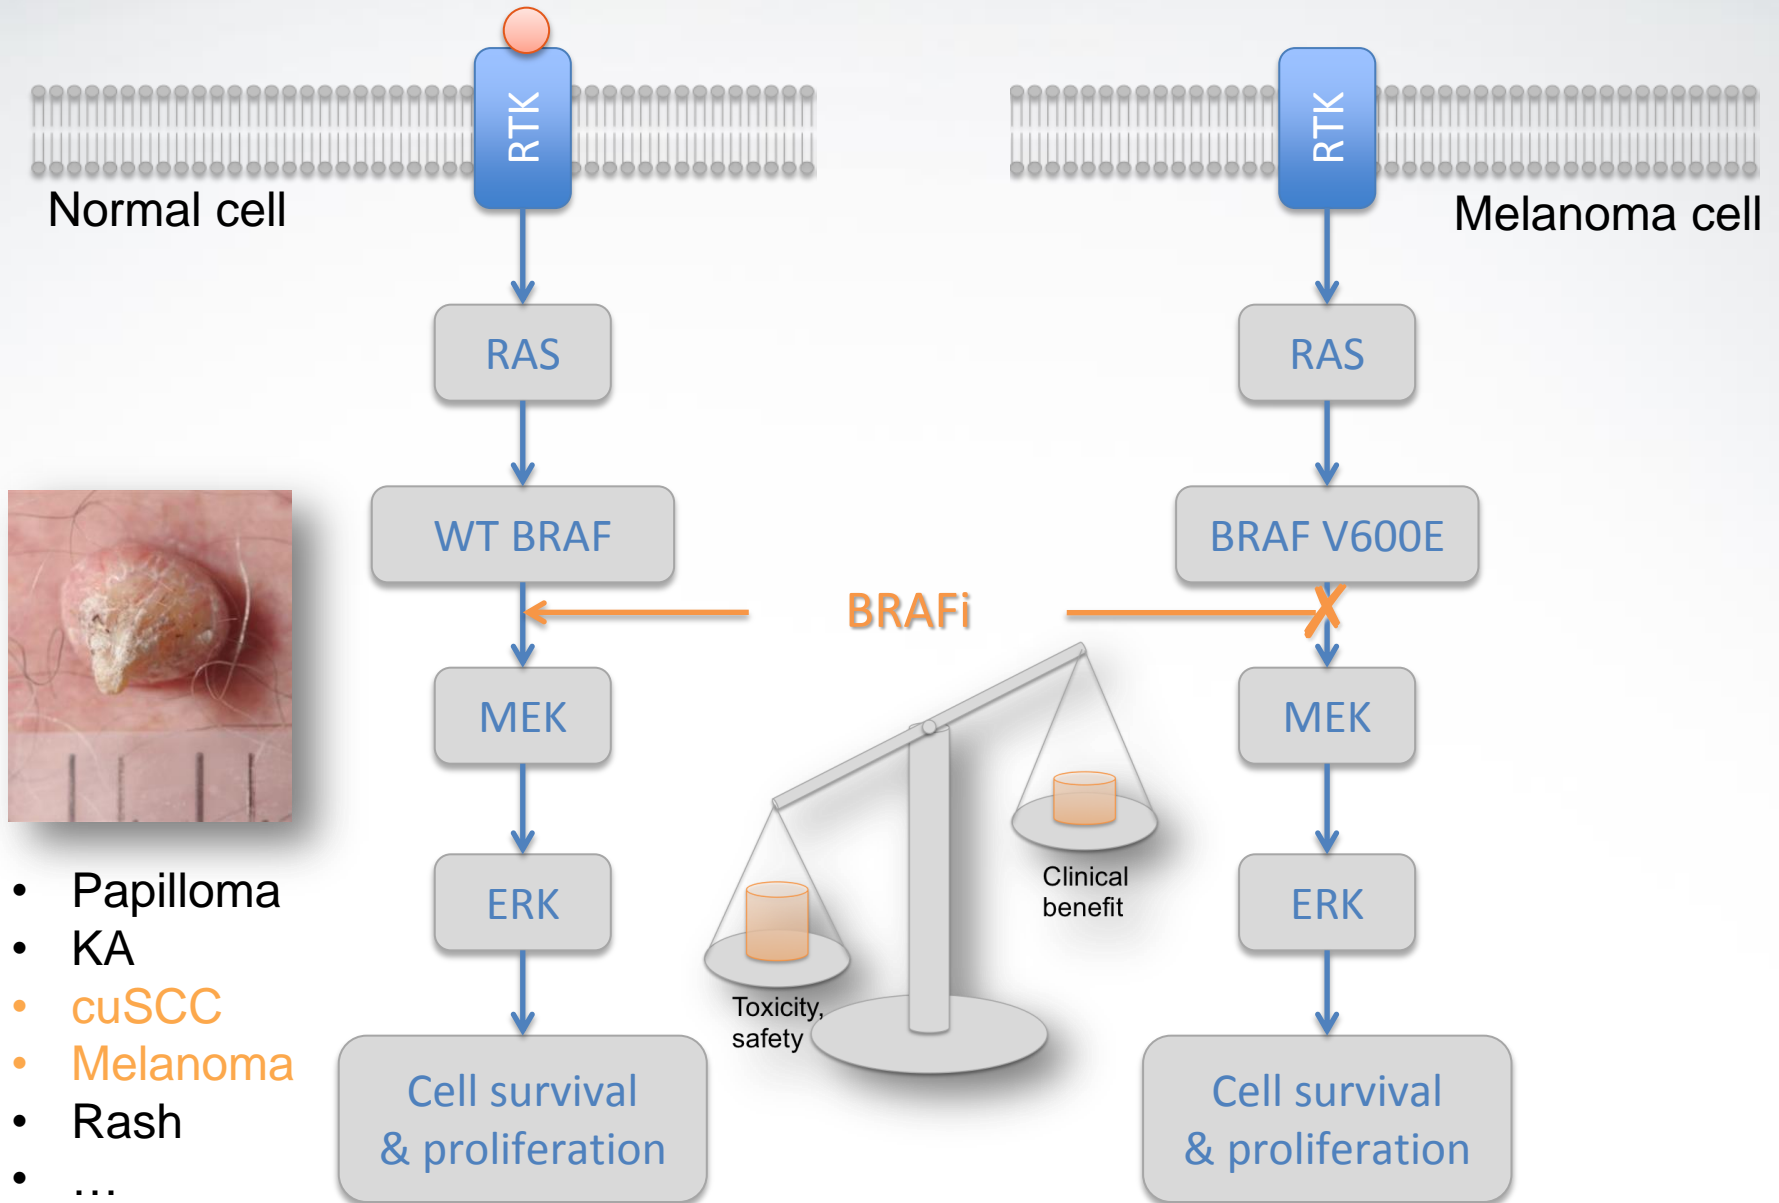 RTK
RTK
Normal cell
Melanoma cell
RAS
RAS
WT BRAF
BRAF V600E
BRAFi
MEK
MEK
Clinical
benefit
ERK
ERK
Toxicity,
safety
• Papilloma
• KA
• cuSCC
• Melanoma
• Rash
• ...
Cell survival
& proliferation
Cell survival
& proliferation